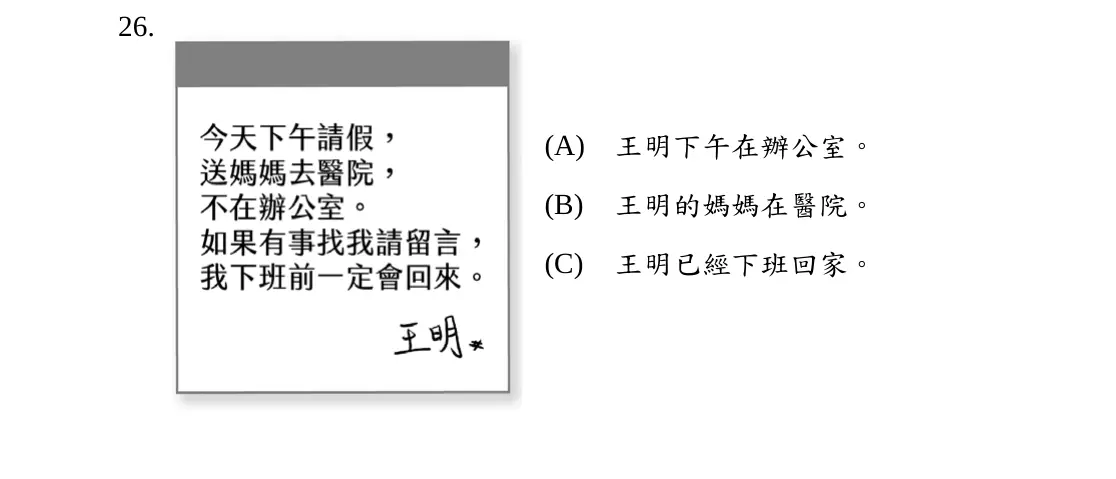 26.
今天下午請假，
送媽媽去醫院，
不在辦公室。
如果有事找我請留言，
我下班前一定會回來。
王明
(A) 王明下午在辦公室。
(B) 王明的媽媽在醫院。
(C) 王明已經下班回家。